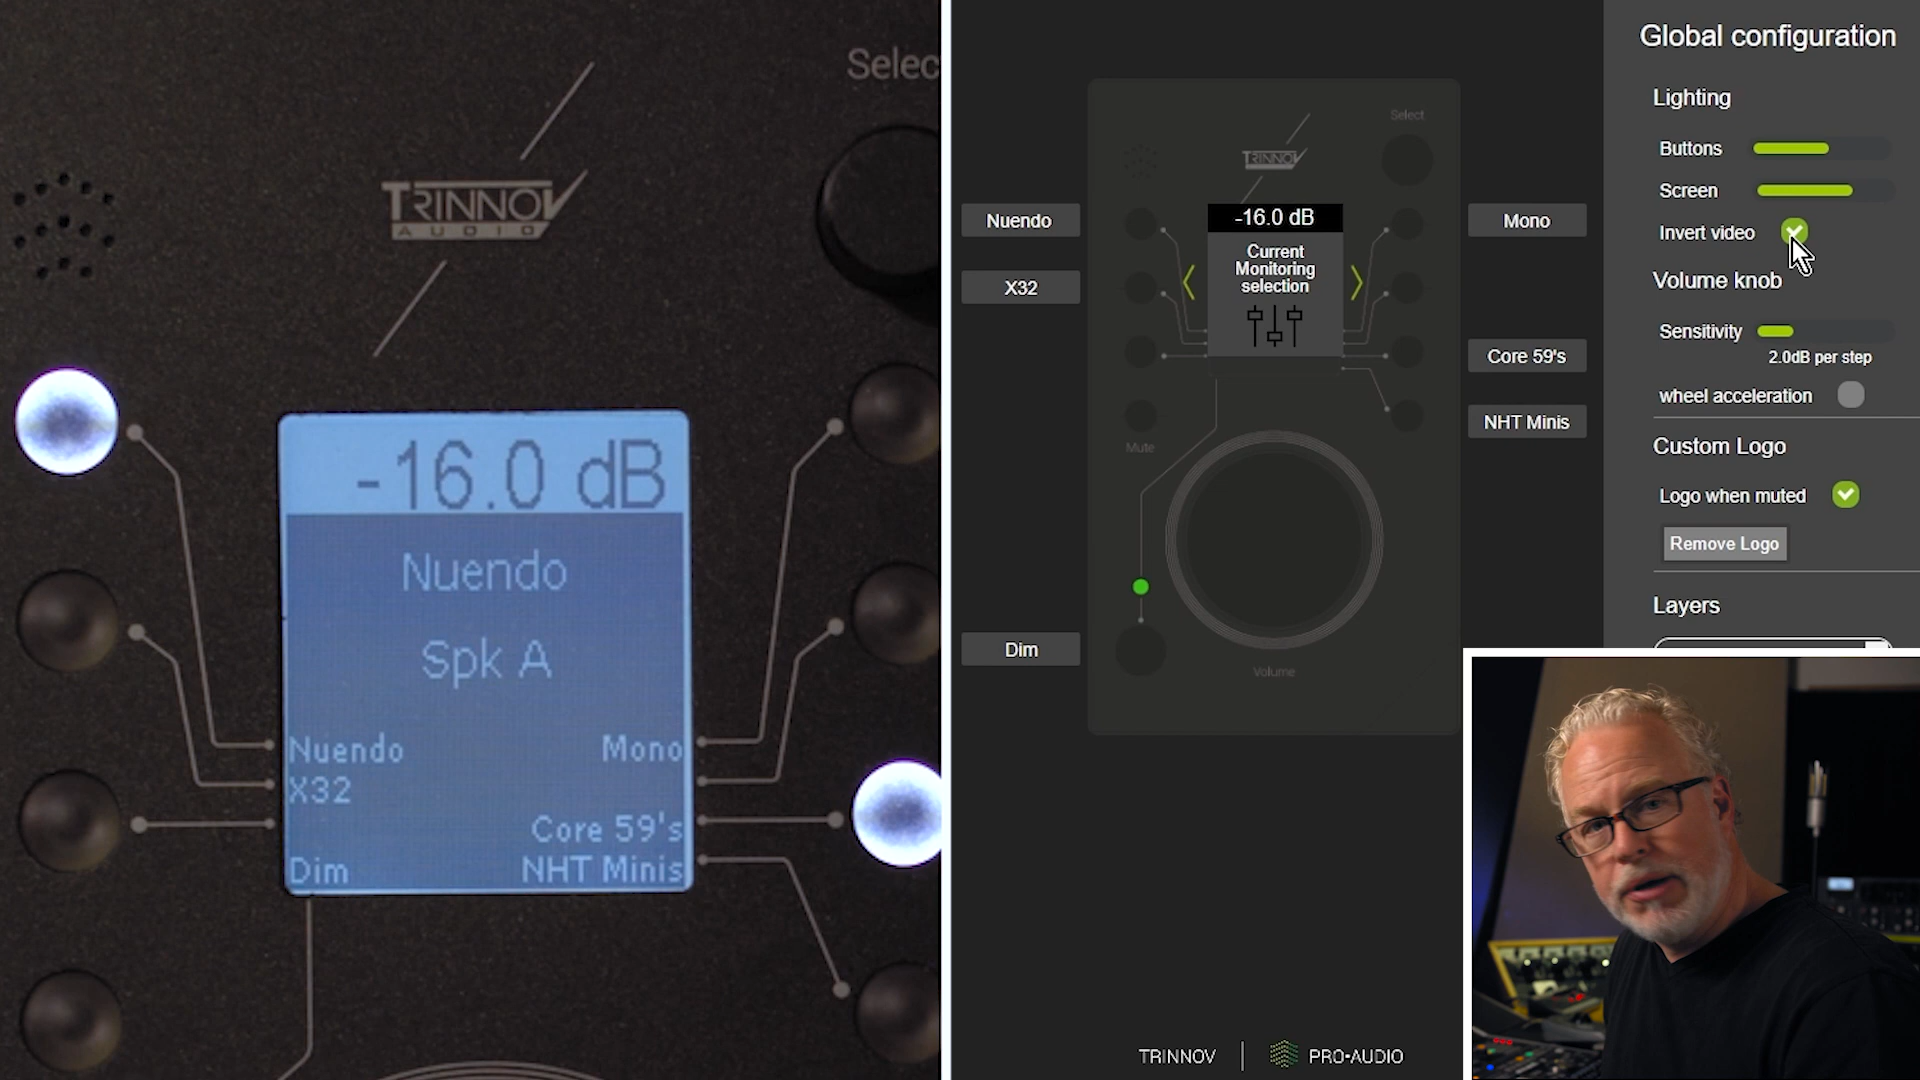 Selec
TRINNOV
AUDIO
-16.0 dB
Nuendo
Spk A
Nuendo
Mono
X32
Core 59's
Dim
NHT Minis
Select
TRINNOV
Nuendo
X32
Dim
-16.0 dB
Current
Monitoring
selection
Mono
Core 59's
NHT Minis
Mute
Volume
TRINNOV
PRO-AUDIO
Global configuration
Lighting
Buttons
Screen
Invert video
Volume knob
Sensitivity
2.0dB per step
wheel acceleration
Custom Logo
Logo when muted
Remove Logo
Layers